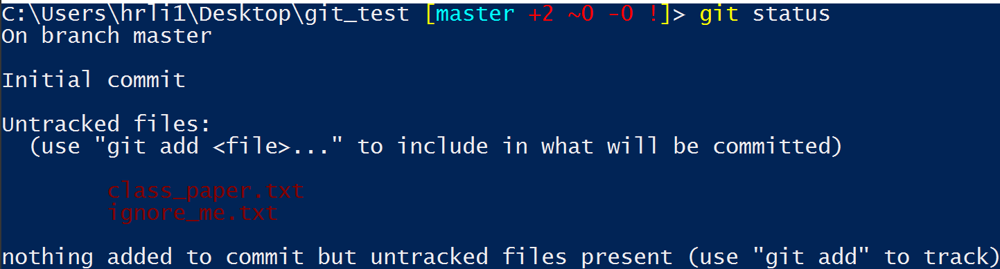 C:\Users\hrli1\Desktop\git_test [master +2 ~0 -0 !]> git status
On branch master
Initial commit
Untracked files:
(use "git add <file>..." to include in what will be committed)
class_paper.txt
ignore_me.txt
nothing added to commit but untracked files present (use "git add" to track)